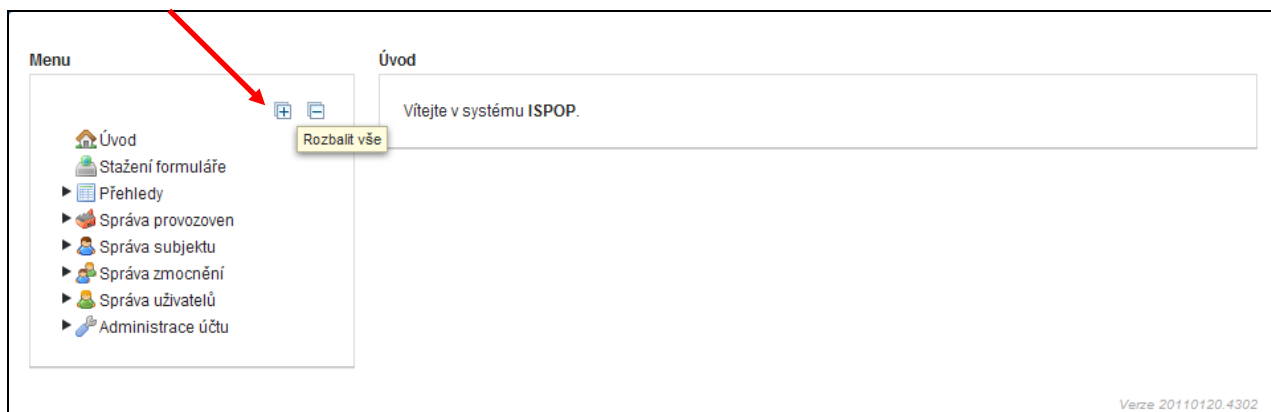 Menu
Úvod
Vítejte v systému ISPOP.
Rozbalit vše
Úvod
Stažení formuláře
Přehledy
Správa provozoven
Správa subjektu
Správa zmocnění
Správa uživatelů
Administrace účtu
Verze 20110120.4302